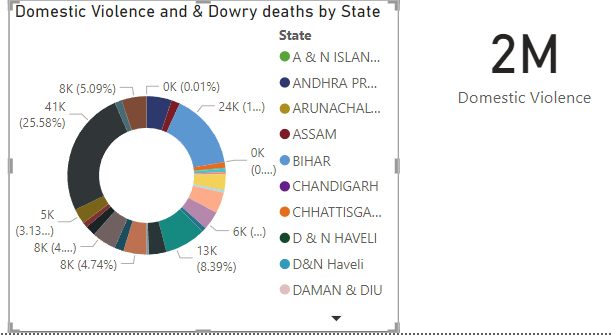 Domestic Violence and & Dowry deaths by State
State
A & N ISLAN...
ANDHRA PR...
ARUNACHAL...
ASSAM
BIHAR
CHANDIGARH
CHHATTISGA...
D & N HAVELI
D&N Haveli
DAMAN & DIU
0K (0.01%)
24K (1...)
0K
(0....)
6K (...)
13K
(8.39%)
8K (4.74%)
8K (4....)
5K
(3.13...)
41K
(25.58%)
8K (5.09%)
2M
Domestic Violence